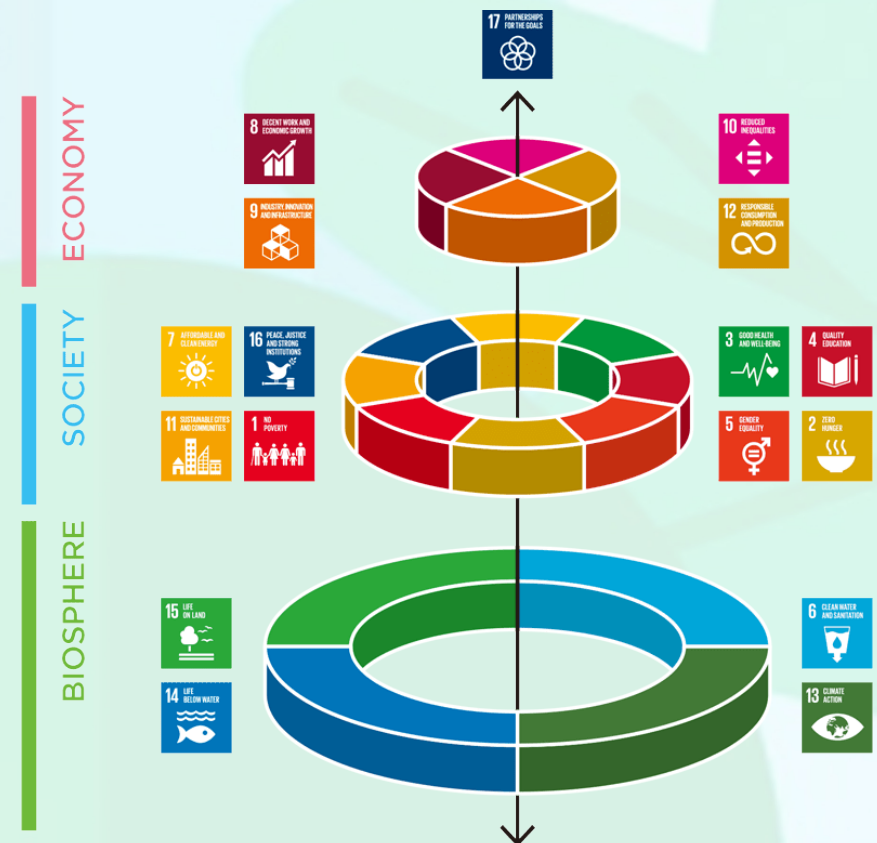 17 PARTNERSHIPS
FOR THE GOALS
ECONOMY
8 DECENT WORK AND
ECONOMIC GROWTH
10 REDUCED
INEQUALITIES
9 INDUSTRY, INNOVATION
AND INFRASTRUCTURE
12 RESPONSIBLE
CONSUMPTION
AND PRODUCTION
SOCIETY
7 AFFORDABLE AND
CLEAN ENERGY
16 PEACE, JUSTICE
AND STRONG
INSTITUTIONS
3 GOOD HEALTH
AND WELL-BEING
4 QUALITY
EDUCATION
11 SUSTAINABLE CITIES
AND COMMUNITIES
1 NO
POVERTY
5 GENDER
EQUALITY
2 ZERO
HUNGER
BIOSPHERE
15 LIFE
ON LAND
6 CLEAN WATER
AND SANITATION
14 LIFE
BELOW WATER
13 CLIMATE
ACTION